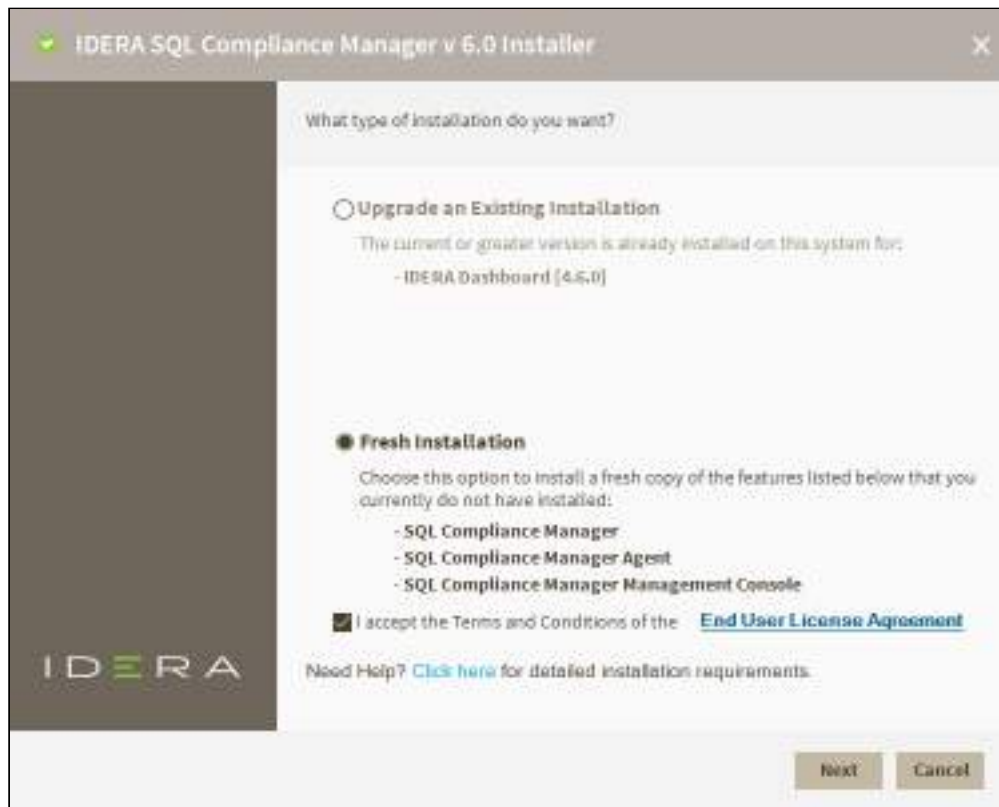 IDERA SQL Compliance Manager v 6.0 Installer
What type of installation do you want?
Upgrade an Existing Installation
The current or greater version is already installed on this system for:
- IDERA Dashboard [4.6.0]
Fresh Installation
Choose this option to install a fresh copy of the features listed below that you
currently do not have installed:
- SQL Compliance Manager
- SQL Compliance Manager Agent
- SQL Compliance Manager Management Console
I accept the Terms and Conditions of the End User License Agreement
IDERA
Need Help? Click here for detailed installation requirements.
Next Cancel